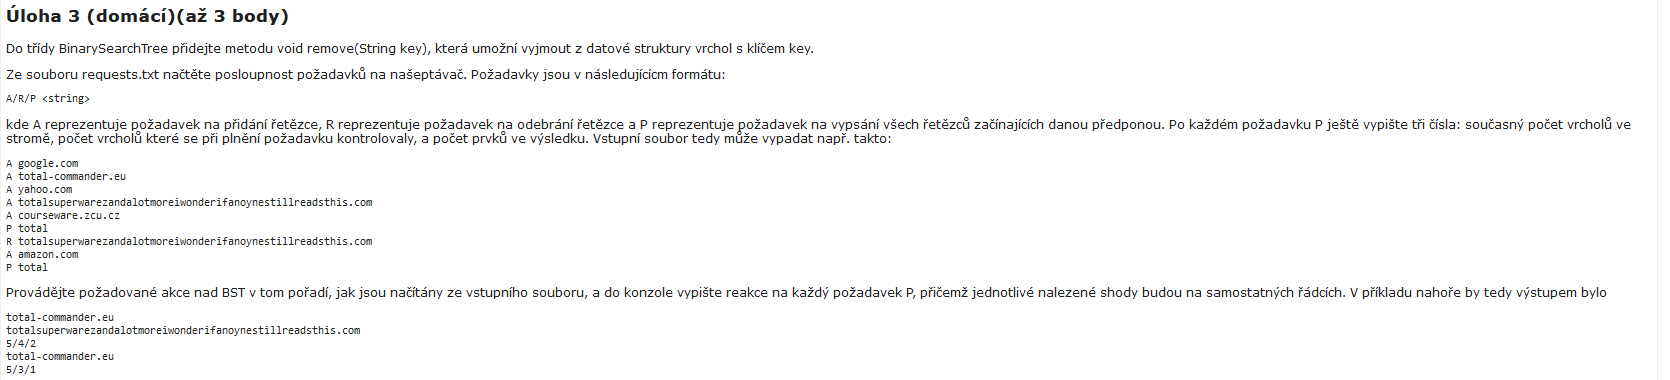 Úloha 3 (domácí)(až 3 body)
Do třídy BinarySearchTree přidejte metodu void remove(String key), která umožní vyjmout z datové struktury vrchol s klíčem key.
Ze souboru requests.txt načtěte posloupnost požadavků na našeptávač. Požadavky jsou v následujícícm formátu:
A/R/P <string>
kde A reprezentuje požadavek na přidání řetězce, R reprezentuje požadavek na odebrání řetězce a P reprezentuje požadavek na vypsání všech řetězců začínajících danou předponou. Po každém požadavku P ještě vypište tři čísla: současný počet vrcholů ve
stromě, počet vrcholů které se při plnění požadavku kontrolovaly, a počet prvků ve výsledku. Vstupní soubor tedy může vypadat např. takto:
A google.com
A total-commander.eu
A yahoo.com
A totalsuperwarezandalotmoreiwonderifanoynestillreadsthis.com
A courseware.zcu.cz
P total
R totalsuperwarezandalotmoreiwonderifanoynestillreadsthis.com
A amazon.com
P total
Provádějte požadované akce nad BST v tom pořadí, jak jsou načítány ze vstupního souboru, a do konzole vypište reakce na každý požadavek P, přičemž jednotlivé nalezené shody budou na samostatných řádcích. V příkladu nahoře by tedy výstupem bylo
total-commander.eu
totalsuperwarezandalotmoreiwonderifanoynestillreadsthis.com
5/4/2
total-commander.eu
5/3/1